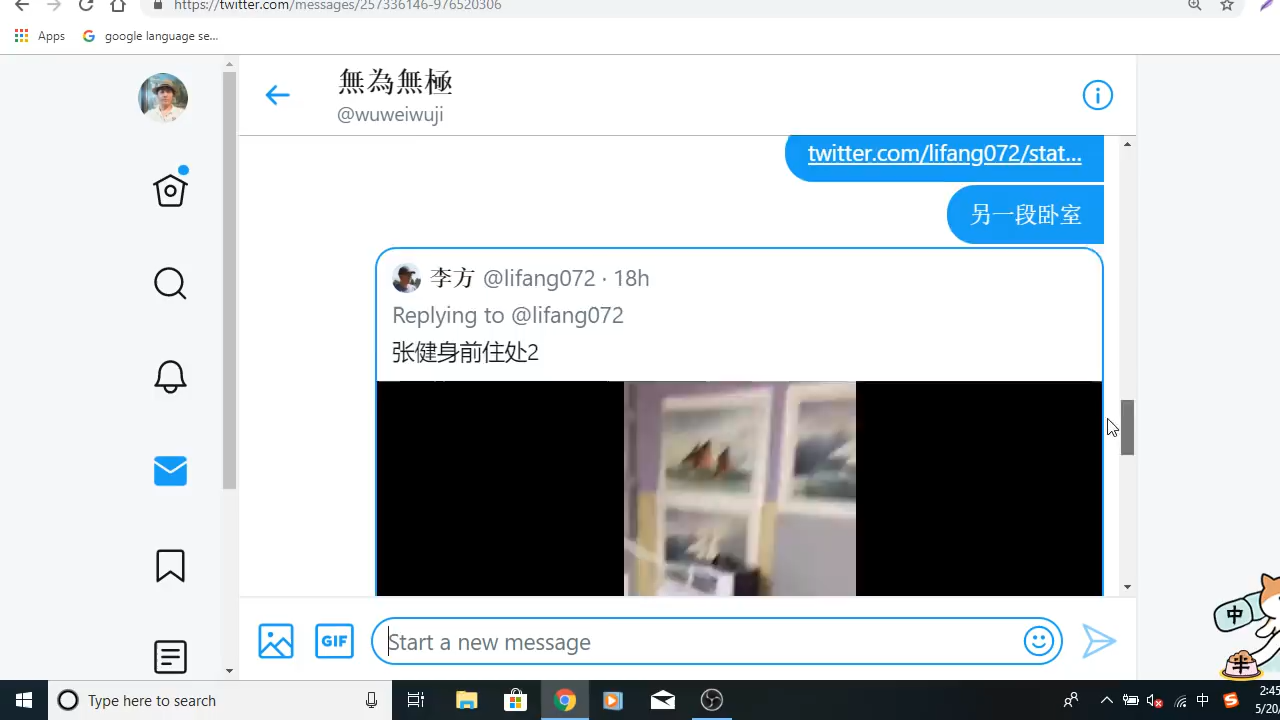 https://twitter.com/messages/257336146-976520306
Apps
google language se...
無為無極
@wuweiwuji
twitter.com/lifang072/stat...
另一段卧室
李方 @lifang072 · 18h
Replying to @lifang072
张健身前住处2
GIF
Start a new message
中
Type here to search
中
2:45
5/20/